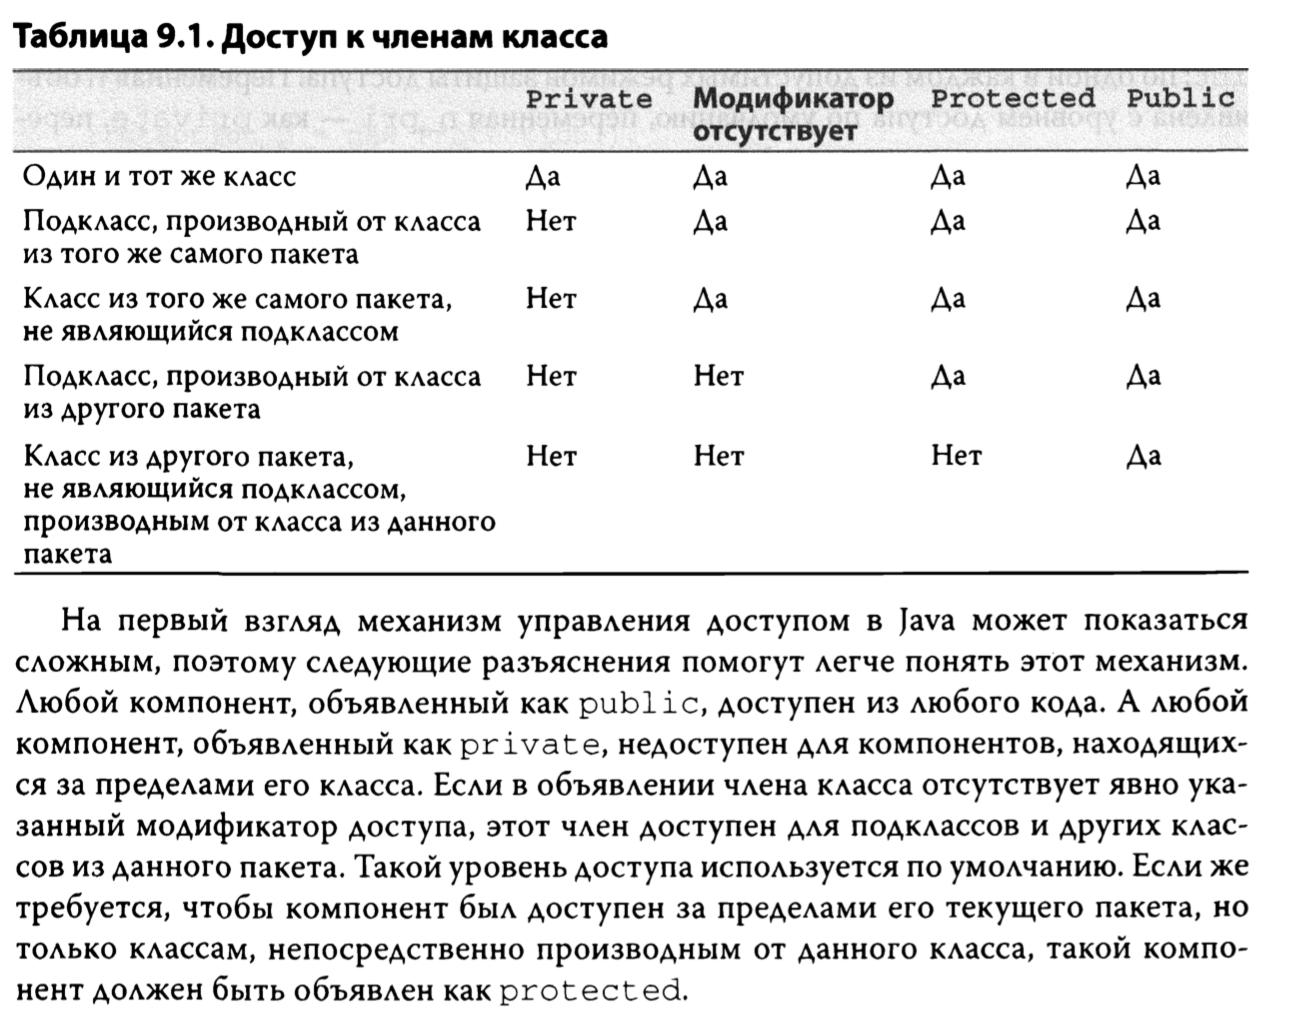 Таблица 9.1. Доступ к членам класса
Private Модификатор отсутствует Protected Public
Один и тот же класс Да Да Да Да
Подкласс, производный от класса Нет Да Да Да
из того же самого пакета
Класс из того же самого пакета, Нет Да Да Да
не являющийся подклассом
Подкласс, производный от класса Нет Нет Да Да
из другого пакета
Класс из другого пакета, Нет Нет Нет Да
не являющийся подклассом,
производным от класса из данного
пакета
На первый взгляд механизм управления доступом в Java может показаться
сложным, поэтому следующие разъяснения помогут легче понять этот механизм.
Любой компонент, объявленный как public, доступен из любого кода. А любой
компонент, объявленный как private, недоступен для компонентов, находящих-
ся за пределами его класса. Если в объявлении члена класса отсутствует явно ука-
занный модификатор доступа, этот член доступен для подклассов и других клас-
сов из данного пакета. Такой уровень доступа используется по умолчанию. Если же
требуется, чтобы компонент был доступен за пределами его текущего пакета, но
только классам, непосредственно производным от данного класса, такой компо-
нент должен быть объявлен как protected.